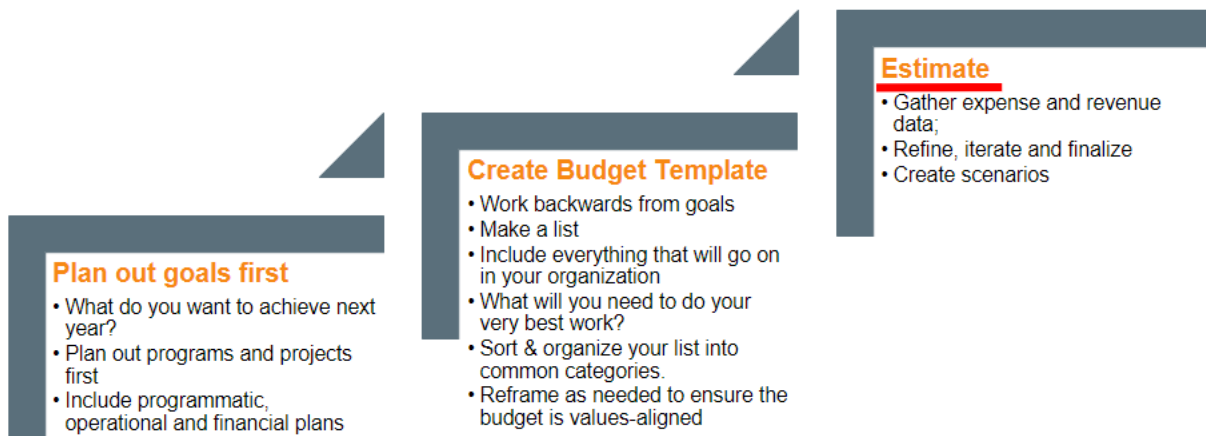 Plan out goals first
• What do you want to achieve next
year?
• Plan out programs and projects
first
• Include programmatic,
operational and financial plans
Create Budget Template
• Work backwards from goals
• Make a list
• Include everything that will go on
in your organization
• What will you need to do your
very best work?
• Sort & organize your list into
common categories.
• Reframe as needed to ensure the
budget is values-aligned
Estimate
• Gather expense and revenue
data;
• Refine, iterate and finalize
• Create scenarios